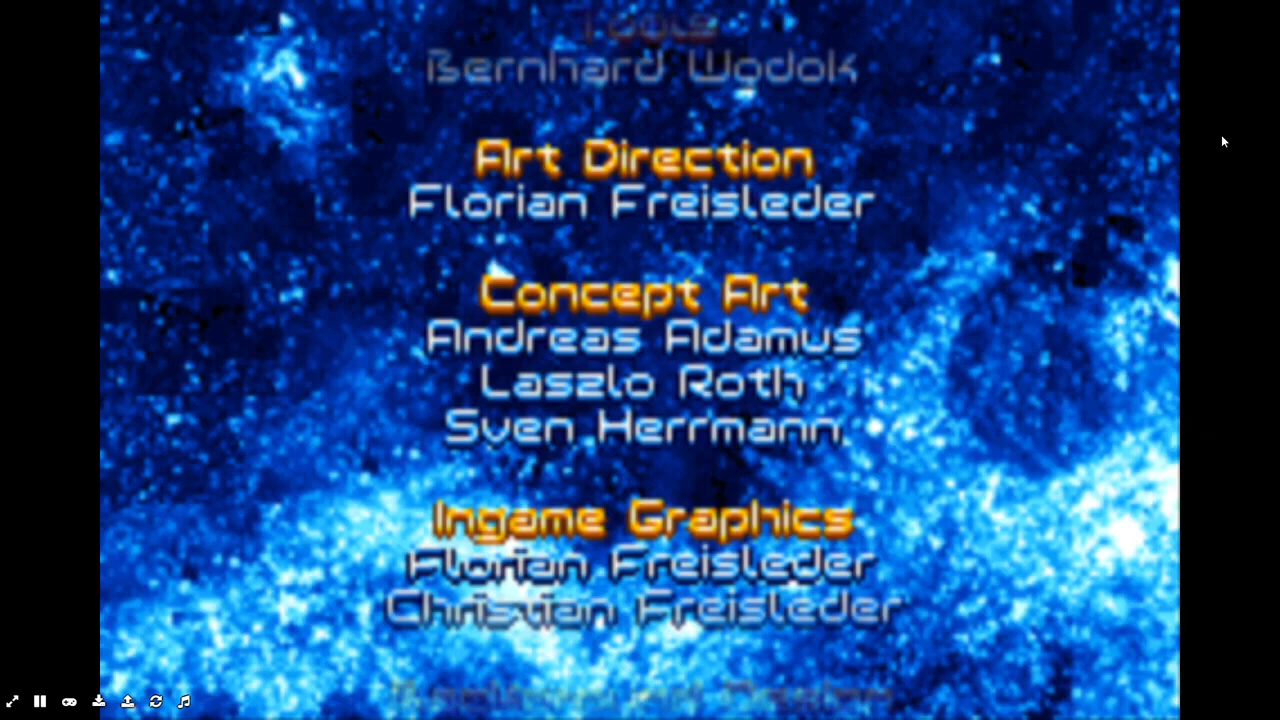 Tools
Bernhard Wodok
Art Direction
Florian Freisleder
Concept Art
Andreas Adamus
Laszlo Roth
Sven Herrmann
Ingame Graphics
Florian Freisleder
Christian Freisleder